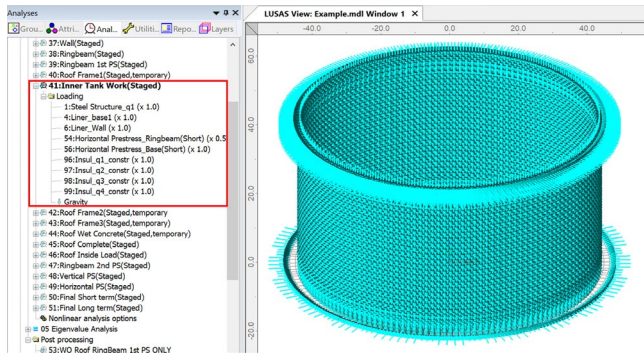 Analyses
Grou... Attri... Anal... Utiliti... Repo... Layers
37:Wall(Staged)
38:Ringbeam(Staged)
39:Ringbeam 1st PS(Staged)
40:Roof Frame1(Staged,temporary)
41:Inner Tank Work(Staged)
Loading
1:Steel Structure_q1 (x 1.0)
4:Liner_base1 (x 1.0)
6:Liner_Wall (x 1.0)
54:Horizontal Prestress_Ringbeam(Short) (x 0.5
56:Horizontal Prestress_Base(Short) (x 1.0)
96:Insul_q1_constr (x 1.0)
97:Insul_q2_constr (x 1.0)
98:Insul_q3_constr (x 1.0)
99:Insul_q4_constr (x 1.0)
Gravity
42:Roof Frame2(Staged,temporary
43:Roof Frame3(Staged,temporary)
44:Roof Wet Concrete(Staged,temporary)
45:Roof Complete(Staged)
46:Roof Inside Load(Staged)
47:Ringbeam 2nd PS(Staged)
48:Vertical PS(Staged)
49:Horizontal PS(Staged)
50:Final Short term(Staged)
51:Final Long term(Staged)
Nonlinear analysis options
05 Eigenvalue Analysis
Post processing
53:WO Roof RingBeam 1st PS ONLY
LUSAS View: Example.mdl Window 1 X
-40.0 -20.0 0.0 20.0 40.0
60.0
40.0
20.0
0.0
-20.0